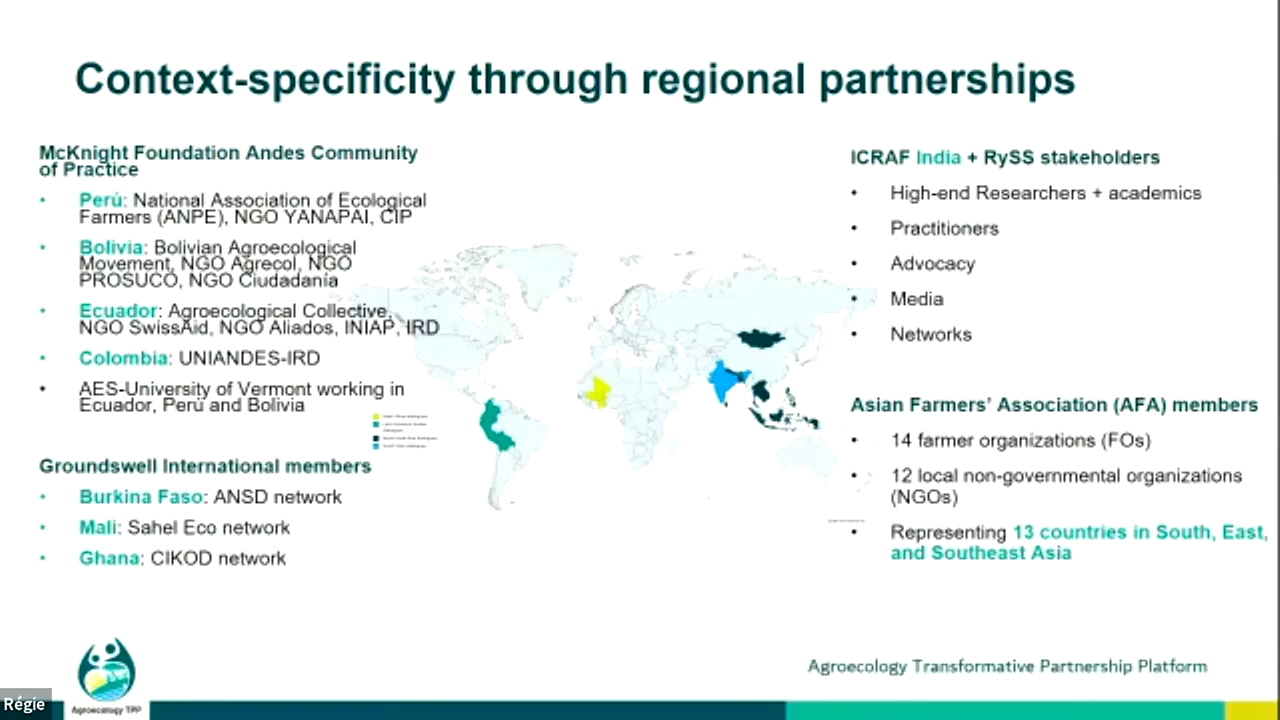 Context-specificity through regional partnerships
McKnight Foundation Andes Community
of Practice
• Perú: National Association of Ecological
Farmers (ANPE), NGO YANAPAI, CIP
• Bolivia: Bolivian Agroecological
Movement, NGO Agrecol, NGO
PROSUCO, NGO Ciudadanía
• Ecuador: Agroecological Collective,
NGO SwissAid, NGO Aliados, INIAP, IRD
• Colombia: UNIANDES-IRD
• AES-University of Vermont working in
Ecuador, Perú and Bolivia
Groundswell International members
• Burkina Faso: ANSD network
• Mali: Sahel Eco network
• Ghana: CIKOD network
ICRAF India + RySS stakeholders
• High-end Researchers + academics
• Practitioners
• Advocacy
• Media
• Networks
Asian Farmers' Association (AFA) members
• 14 farmer organizations (FOs)
• 12 local non-governmental organizations
(NGOs)
• Representing 13 countries in South, East,
and Southeast Asia
Agroecology Transformative Partnership Platform
Régie
Agroecology TPP